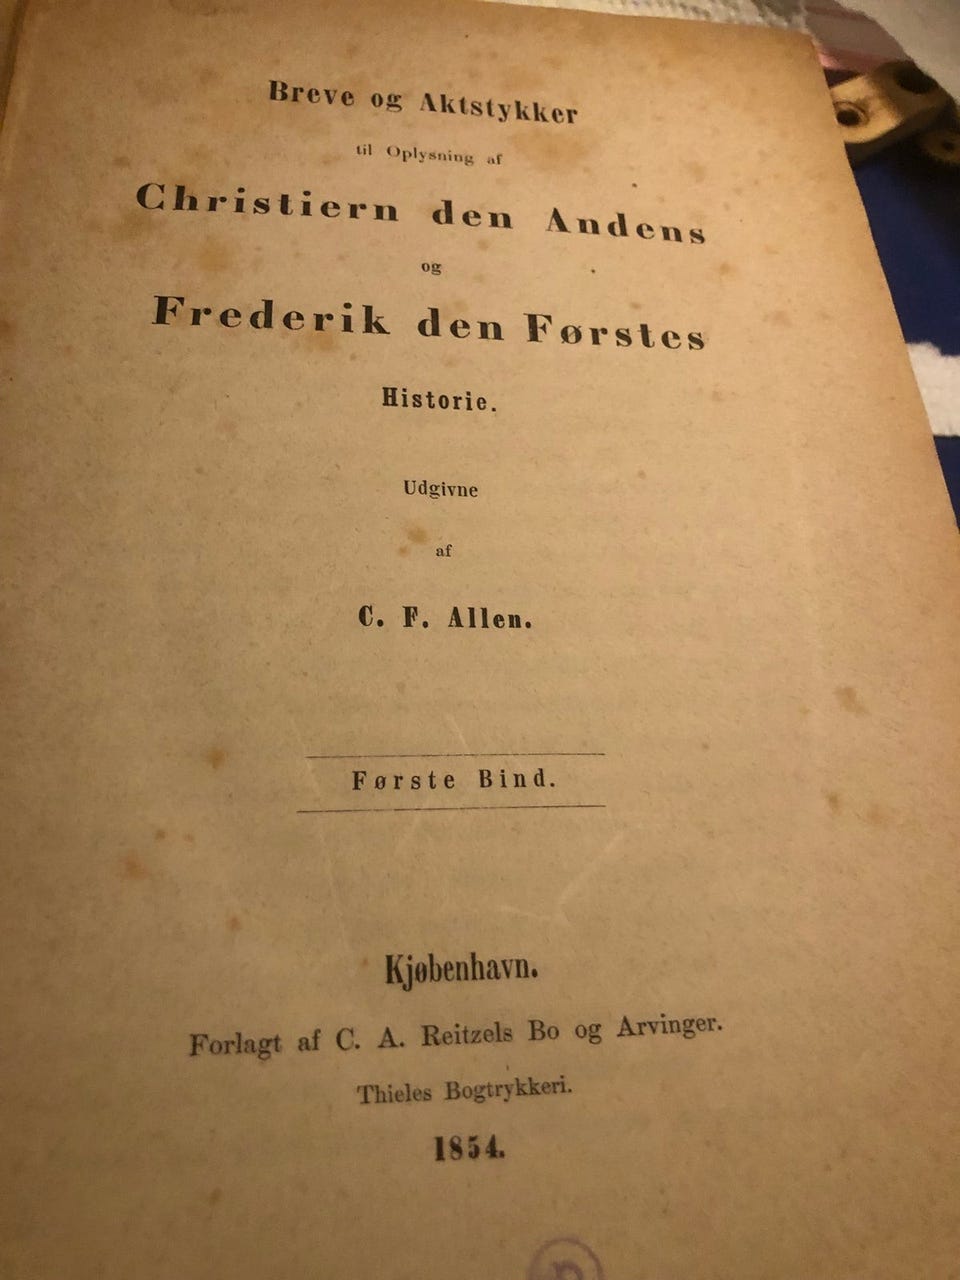 Breve og Aktstykker
til Oplysning af
Christiern den Andens
og
Frederik den Førstes
Historie.
Udgivne
af
C. F. Allen.
Første Bind.
Kjøbenhavn.
Forlagt af C. A. Reitzels Bo og Arvinger.
Thieles Bogtrykkeri.
1854.